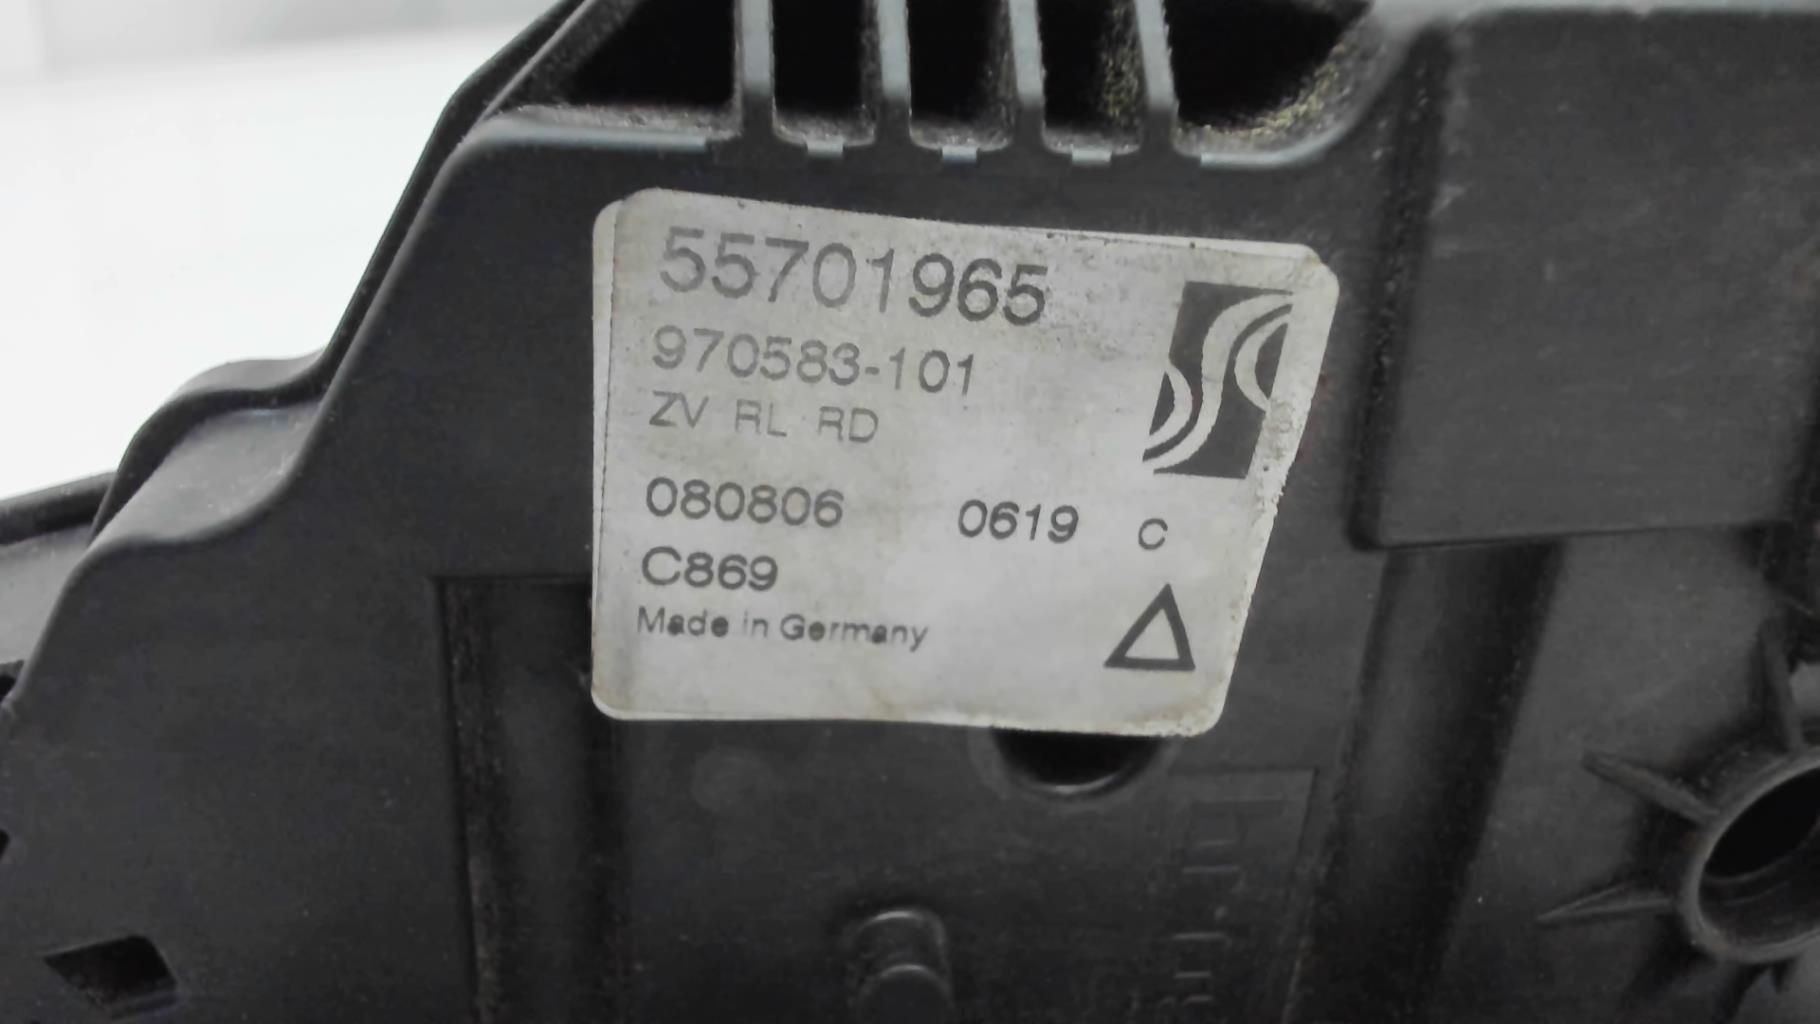 55701965
970583-101
ZV RL RD
080806 0619 C
C869
Made in Germany